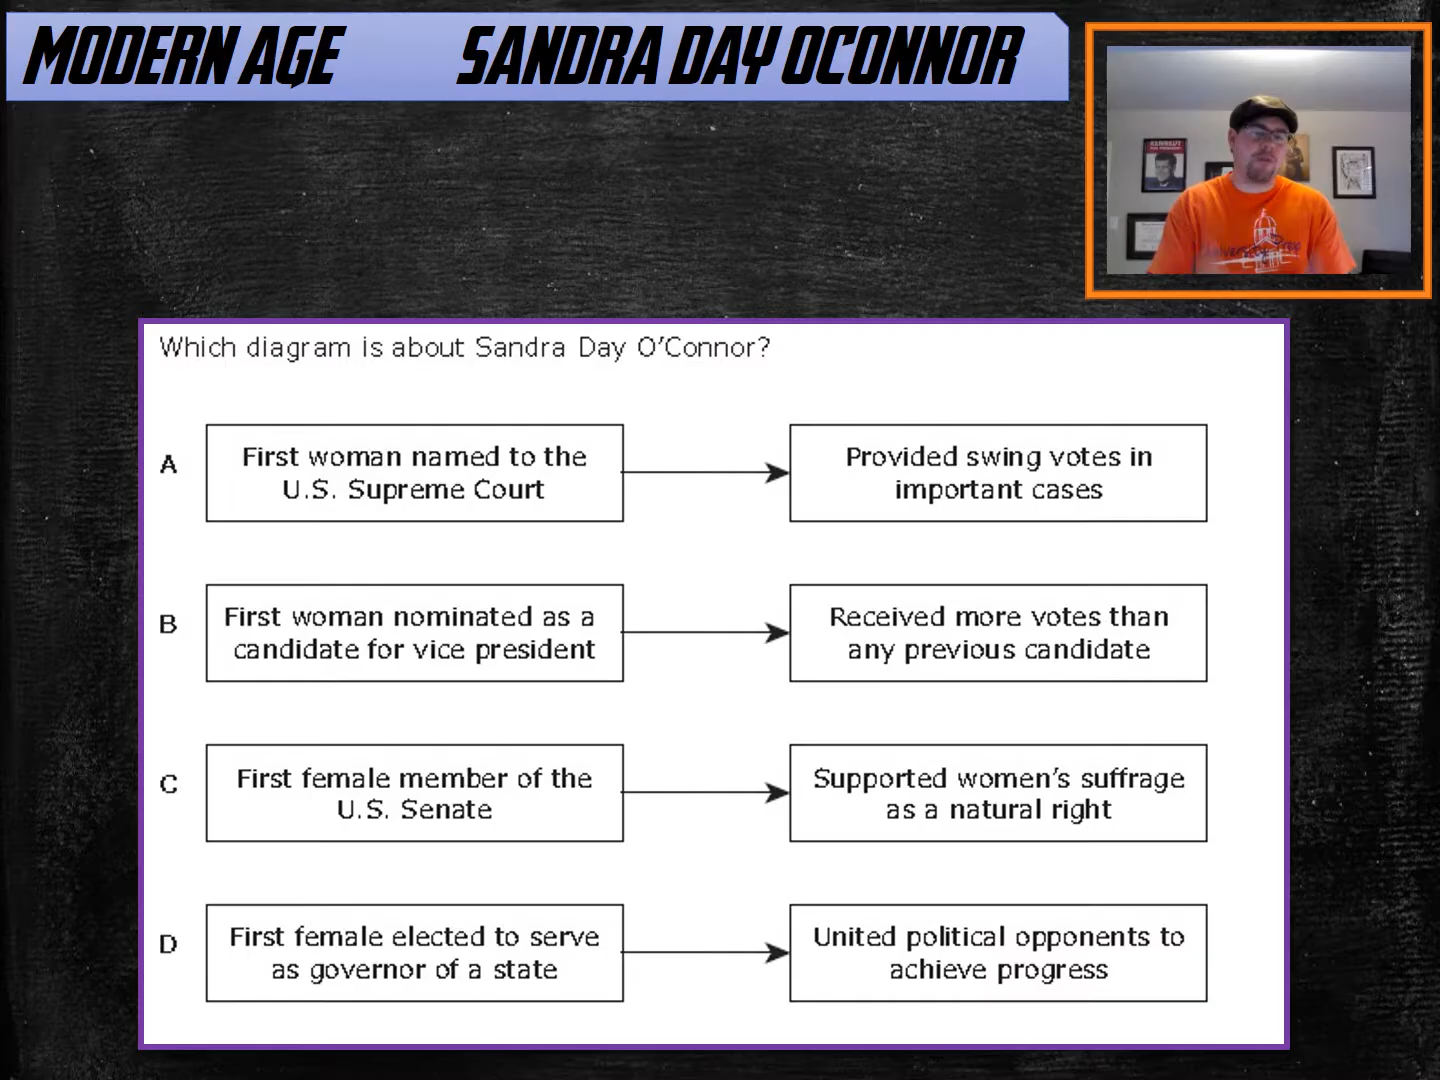 MODERN AGE SANDRA DAY OCONNOR
KENNEDY
Which diagram is about Sandra Day O'Connor?
A
First woman named to the
U.S. Supreme Court
Provided swing votes in
important cases
B
First woman nominated as a
candidate for vice president
Received more votes than
any previous candidate
C
First female member of the
U.S. Senate
Supported women's suffrage
as a natural right
D
First female elected to serve
as governor of a state
United political opponents to
achieve progress